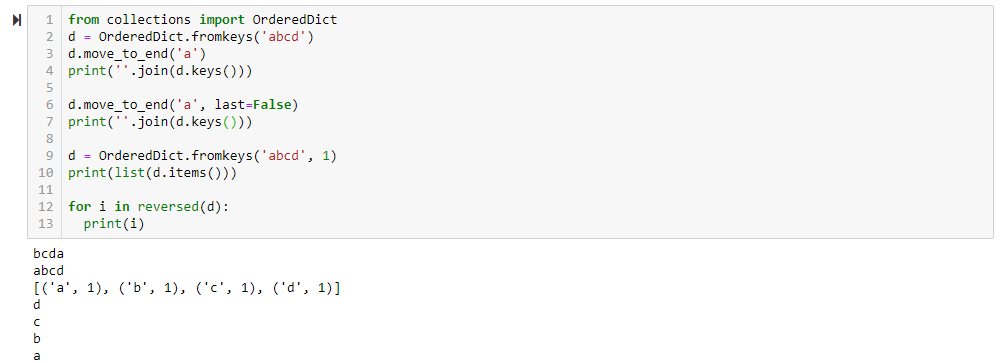 1 from collections import OrderedDict
2 d = OrderedDict.fromkeys('abcd')
3 d.move_to_end('a')
4 print(''.join(d.keys()))
5
6 d.move_to_end('a', last=False)
7 print(''.join(d.keys()))
8
9 d = OrderedDict.fromkeys('abcd', 1)
10 print(list(d.items()))
11
12 for i in reversed(d):
13   print(i)
bcda
abcd
[('a', 1), ('b', 1), ('c', 1), ('d', 1)]
d
c
b
a